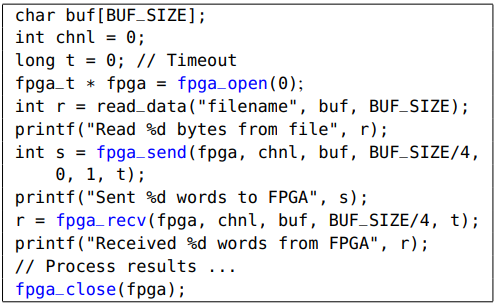 char buf[BUF_SIZE];
int chnl = 0;
long t = 0; // Timeout
fpga_t * fpga = fpga_open(0);
int r = read_data("filename", buf, BUF_SIZE);
printf("Read %d bytes from file", r);
int s = fpga_send(fpga, chnl, buf, BUF_SIZE/4,
0, 1, t);
printf("Sent %d words to FPGA", s);
r = fpga_recv(fpga, chnl, buf, BUF_SIZE/4, t);
printf("Received %d words from FPGA", r);
// Process results ...
fpga_close(fpga);